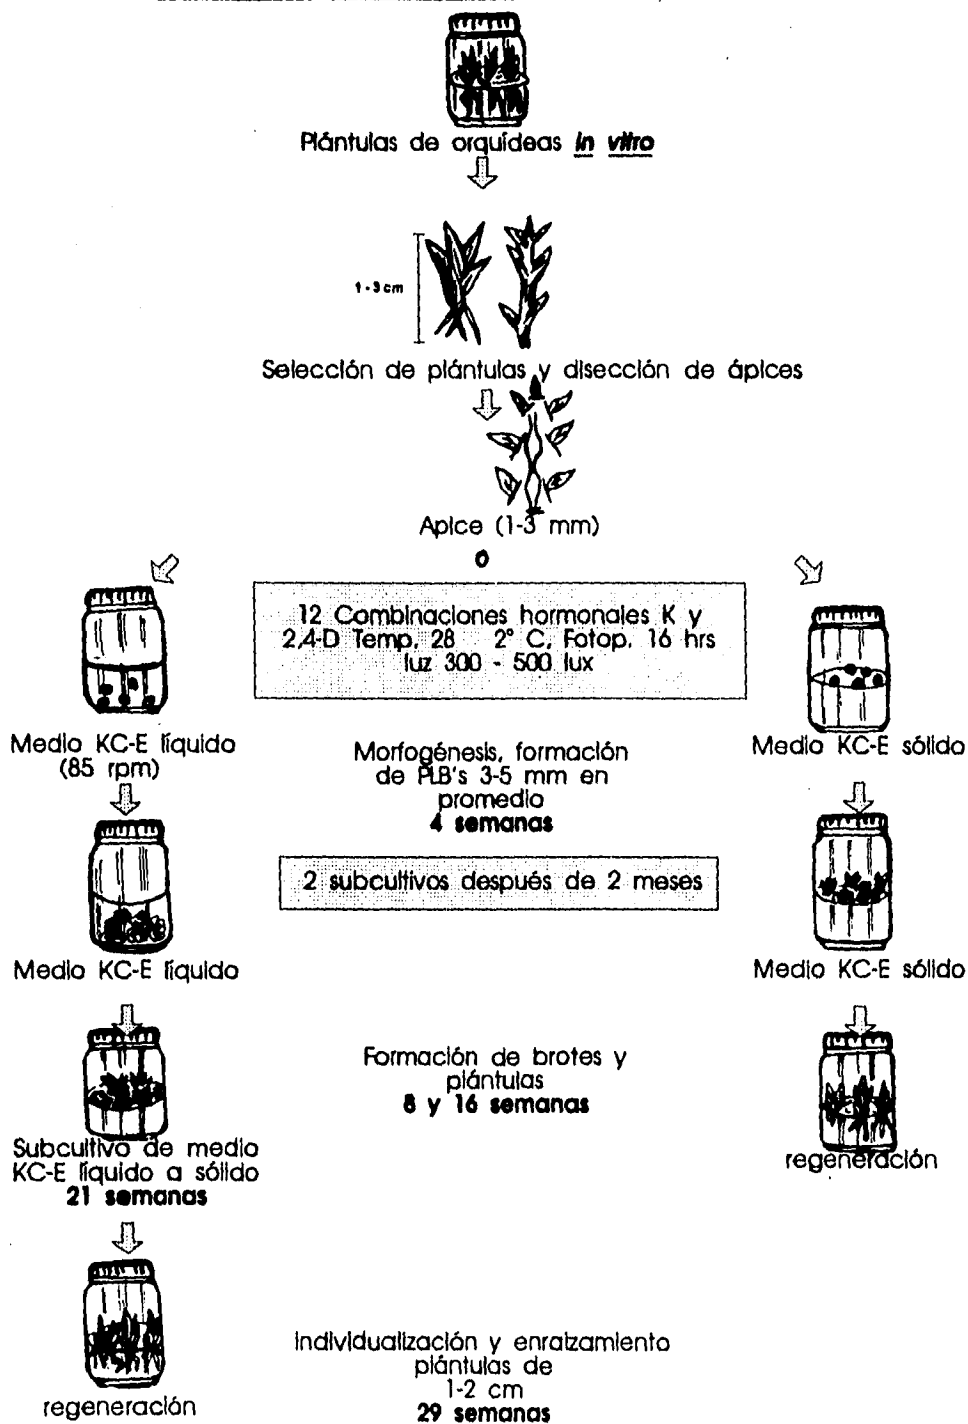 Plántulas de orquídeas in vitro
1-3cm
Selección de plántulas y disección de ápices
Apice (1-3 mm)
0
12 Combinaciones hormonales K y
2,4-D Temp. 28 2° C, Fotop. 16 hrs
luz 300 - 500 lux
Medio KC-E líquido
(85 rpm)
Morfogénesis, formación
de PLB's 3-5 mm en
promedio
4 semanas
Medio KC-E sólido
2 subcultivos después de 2 meses
Medio KC-E líquido
Medio KC-E sólido
Formación de brotes y
plántulas
8 y 16 semanas
Subcultivo de medio
KC-E líquido a sólido
21 semanas
regeneración
regeneración
Individualización y enraizamiento
plántulas de
1-2 cm
29 semanas